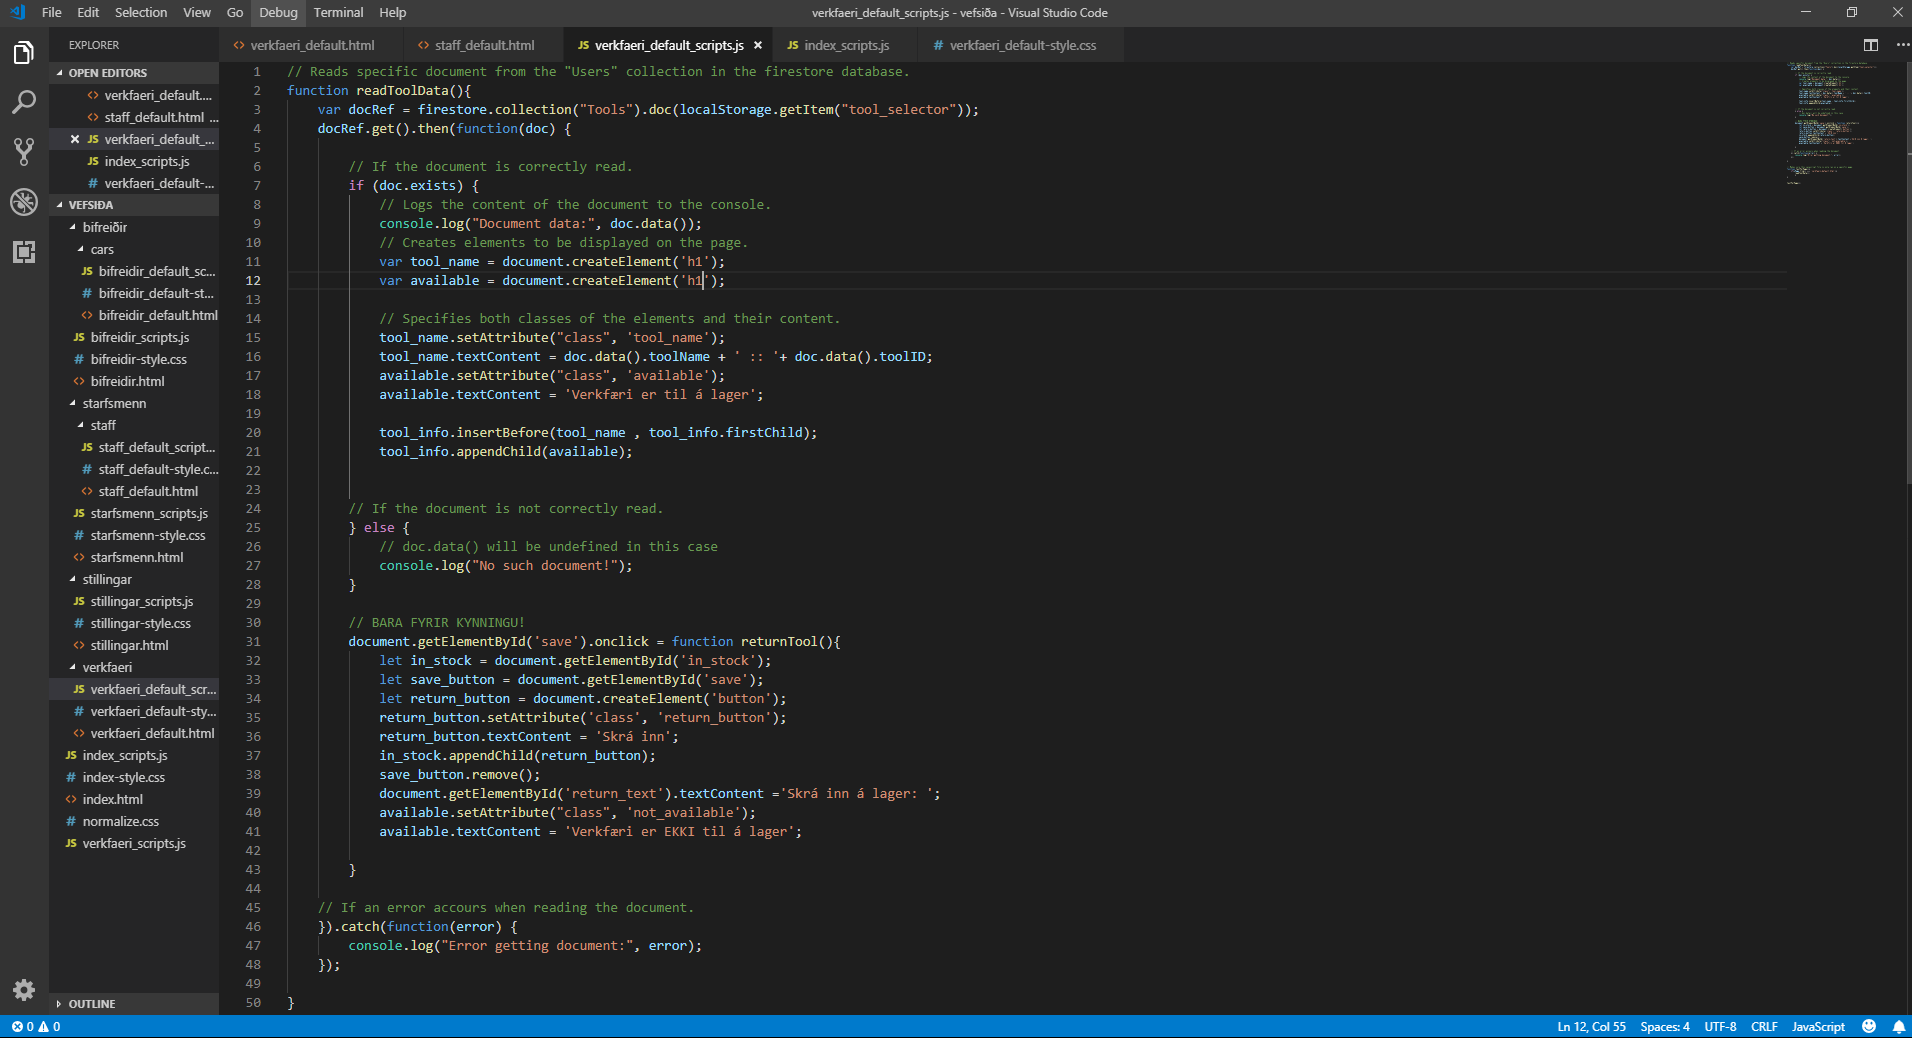 File Edit Selection View Go Debug Terminal Help
verkfaeri_default_scripts.js - vefsiða - Visual Studio Code
EXPLORER
OPEN EDITORS
verkfaeri_default....
staff_default.html ...
verkfaeri_default_...
index_scripts.js
verkfaeri_default-...
VEFSIÐA
bifreiðir
cars
bifreidir_default_sc...
bifreidir_default-st...
bifreidir_default.html
bifreidir_scripts.js
bifreidir-style.css
bifreidir.html
starfsmenn
staff
staff_default_script...
staff_default-style.c...
staff_default.html
starfsmenn_scripts.js
starfsmenn-style.css
starfsmenn.html
stillingar
stillingar_scripts.js
stillingar-style.css
stillingar.html
verkfaeri
verkfaeri_default_scr...
verkfaeri_default-sty...
verkfaeri_default.html
index_scripts.js
index-style.css
index.html
normalize.css
verkfaeri_scripts.js
OUTLINE
verkfaeri_default.html staff_default.html verkfaeri_default_scripts.js index_scripts.js verkfaeri_default-style.css
1 // Reads specific document from the "Users" collection in the firestore database.
2 function readToolData(){
3 var docRef = firestore.collection("Tools").doc(localStorage.getItem("tool_selector"));
4 docRef.get().then(function(doc) {
5
6 // If the document is correctly read.
7 if (doc.exists) {
8 // Logs the content of the document to the console.
9 console.log("Document data:", doc.data());
10 // Creates elements to be displayed on the page.
11 var tool_name = document.createElement('h1');
12 var available = document.createElement('h1');
13
14 // Specifies both classes of the elements and their content.
15 tool_name.setAttribute("class", 'tool_name');
16 tool_name.textContent = doc.data().toolName + ' :: '+ doc.data().toolID;
17 available.setAttribute("class", 'available');
18 available.textContent = 'Verkfæri er til á lager';
19
20 tool_info.insertBefore(tool_name , tool_info.firstChild);
21 tool_info.appendChild(available);
22
23
24 // If the document is not correctly read.
25 } else {
26 // doc.data() will be undefined in this case
27 console.log("No such document!");
28 }
29
30 // BARA FYRIR KYNNINGU!
31 document.getElementById('save').onclick = function returnTool(){
32 let in_stock = document.getElementById('in_stock');
33 let save_button = document.getElementById('save');
34 let return_button = document.createElement('button');
35 return_button.setAttribute('class', 'return_button');
36 return_button.textContent = 'Skrá inn';
37 in_stock.appendChild(return_button);
38 save_button.remove();
39 document.getElementById('return_text').textContent ='Skrá inn á lager: ';
40 available.setAttribute("class", 'not_available');
41 available.textContent = 'Verkfæri er EKKI til á lager';
42
43 }
44
45 // If an error accours when reading the document.
46 }).catch(function(error) {
47 console.log("Error getting document:", error);
48 });
49
50 }
0 0
Ln 12, Col 55 Spaces: 4 UTF-8 CRLF JavaScript